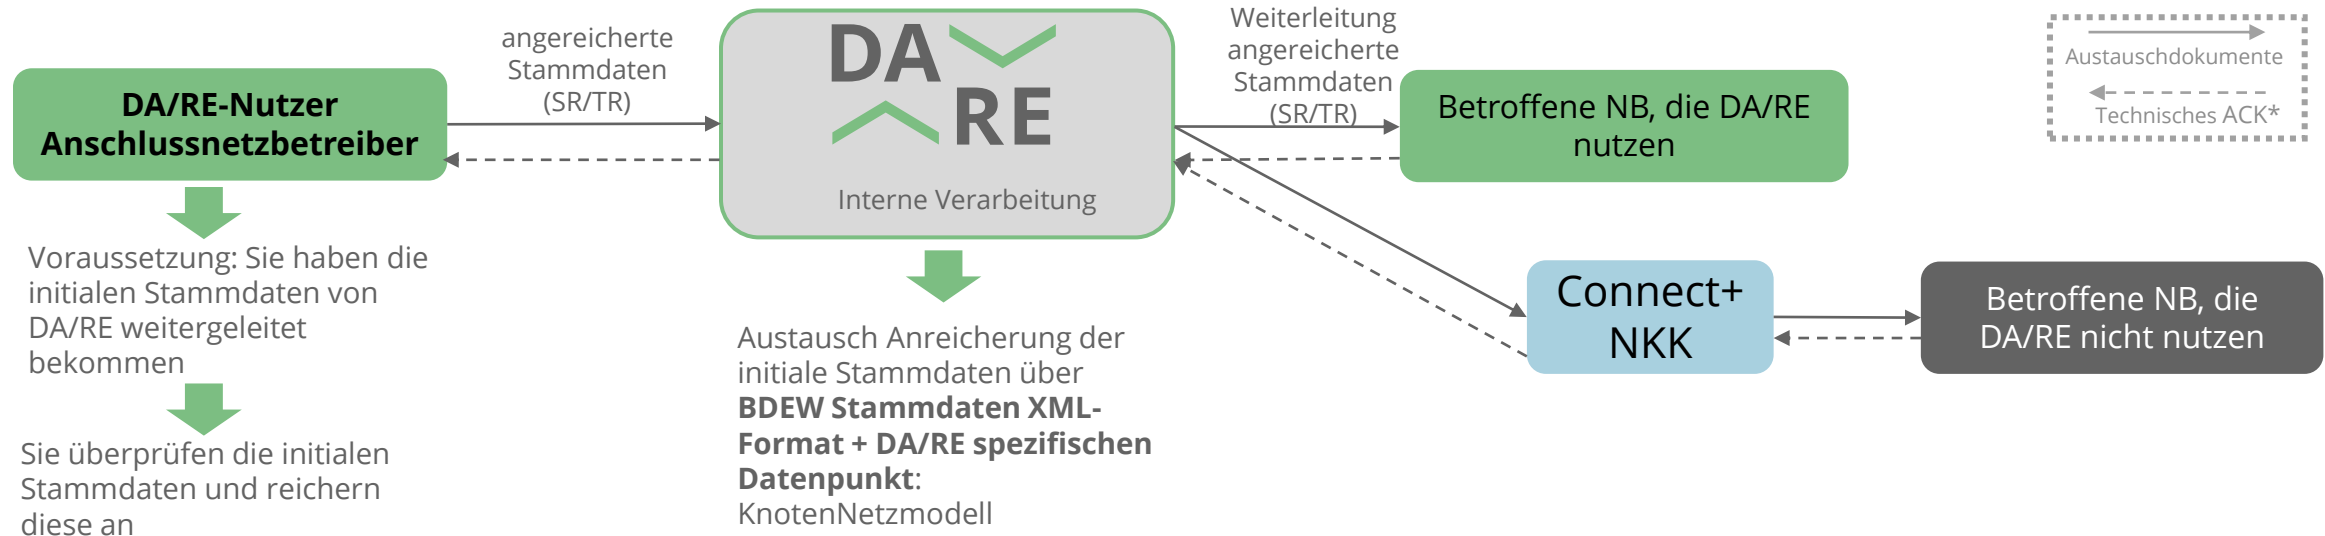 DA/RE-Nutzer
Anschlussnetzbetreiber
angereicherte
Stammdaten
(SR/TR)
DA
RE
Interne Verarbeitung
Weiterleitung
angereicherte
Stammdaten
(SR/TR)
Betroffene NB, die DA/RE
nutzen
Austauschdokumente
Technisches ACK*
Voraussetzung: Sie haben die
initialen Stammdaten von
DA/RE weitergeleitet
bekommen
Sie überprüfen die initialen
Stammdaten und reichern
diese an
Austausch Anreicherung der
initiale Stammdaten über
BDEW Stammdaten XML-
Format + DA/RE spezifischen
Datenpunkt:
KnotenNetzmodell
Connect+
NKK
Betroffene NB, die
DA/RE nicht nutzen